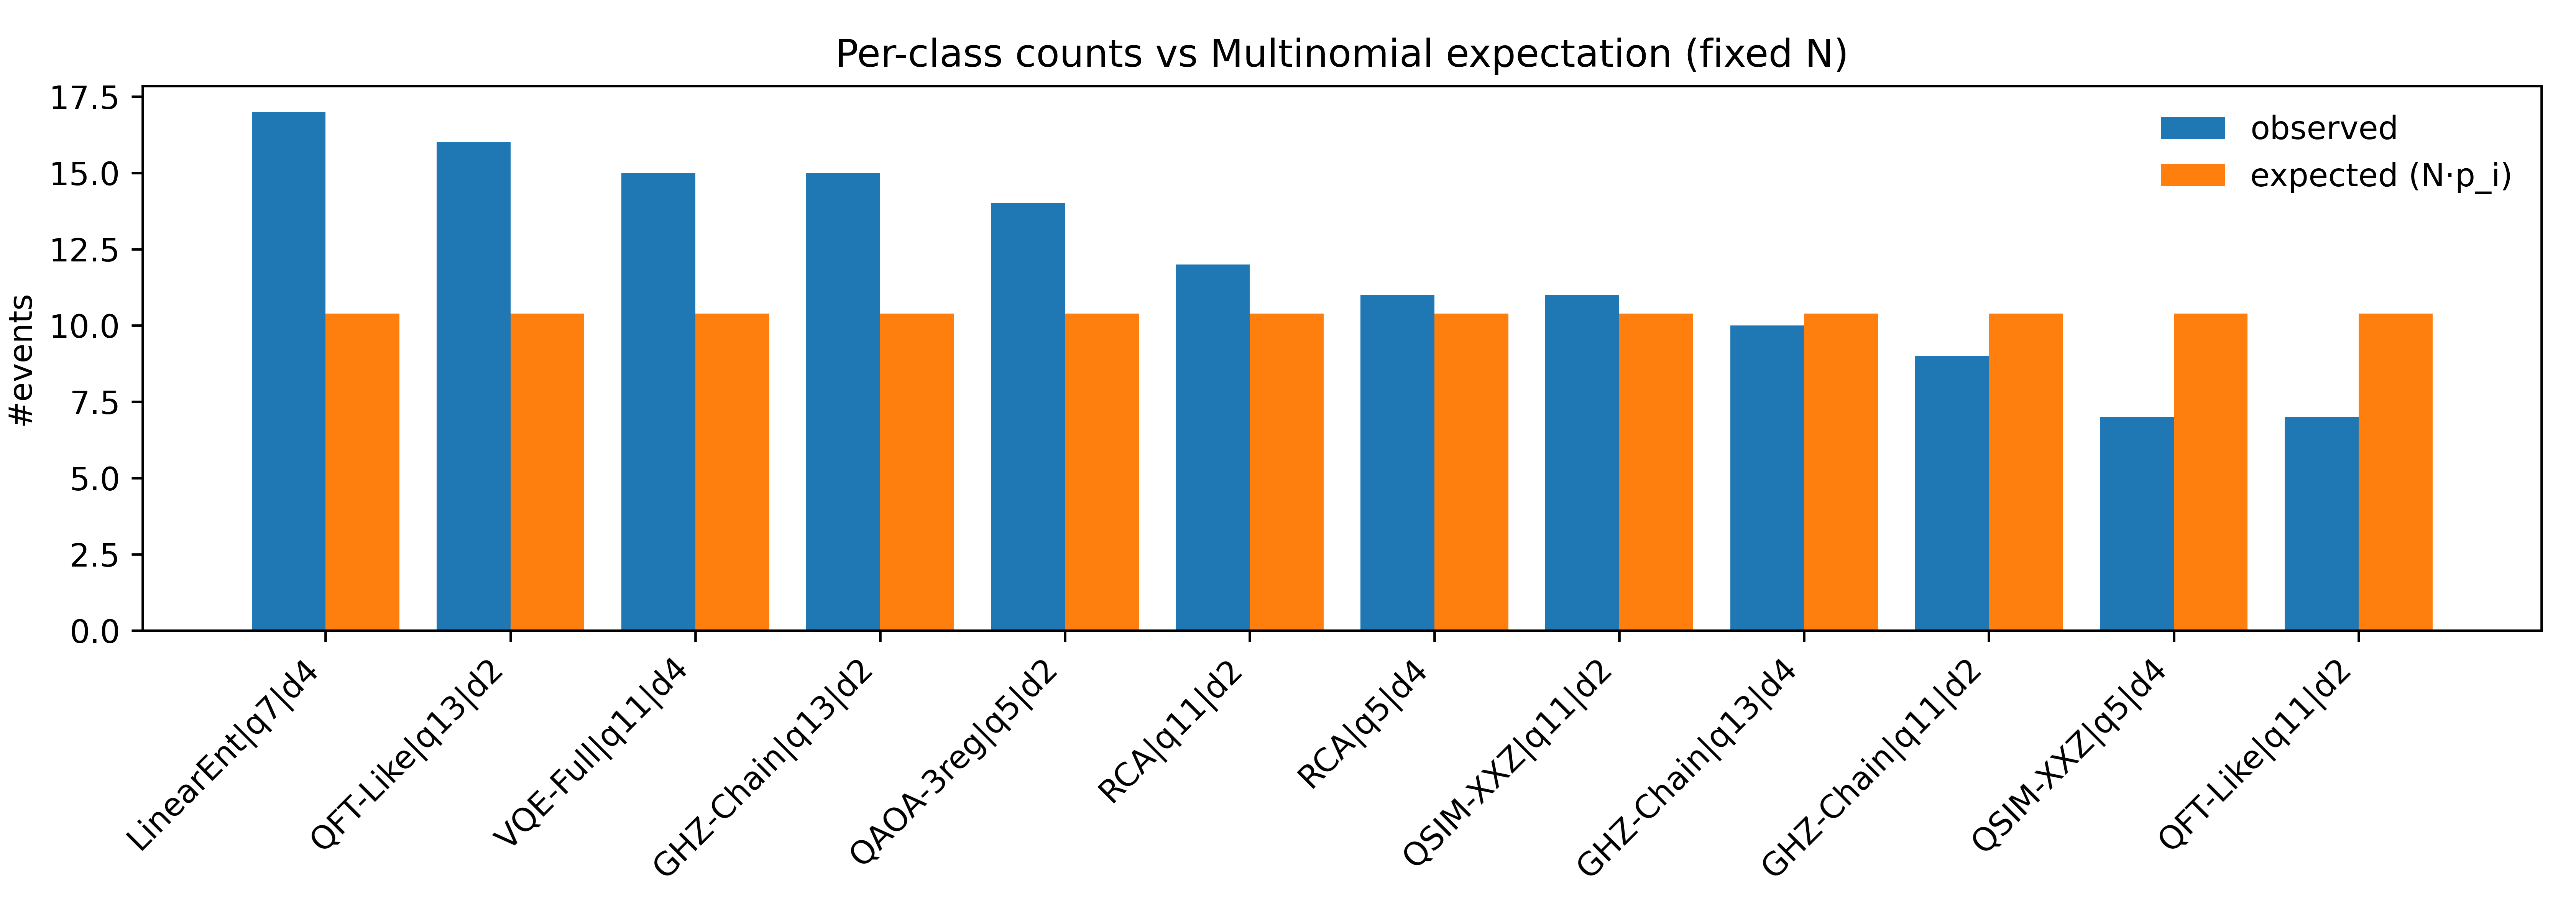 Per-class counts vs Multinomial expectation (fixed N)
observed
expected (N·p_i)
#events
17.5
15.0
12.5
10.0
7.5
5.0
2.5
0.0
LinearEnt|q7|d4
QFT-Like|q13|d2
VQE-Full|q11|d4
GHZ-Chain|q13|d2
QAOA-3reg|q5|d2
RCA|q11|d2
RCA|q5|d4
QSIM-XXZ|q11|d2
GHZ-Chain|q13|d4
GHZ-Chain|q11|d2
QSIM-XXZ|q5|d4
QFT-Like|q11|d2